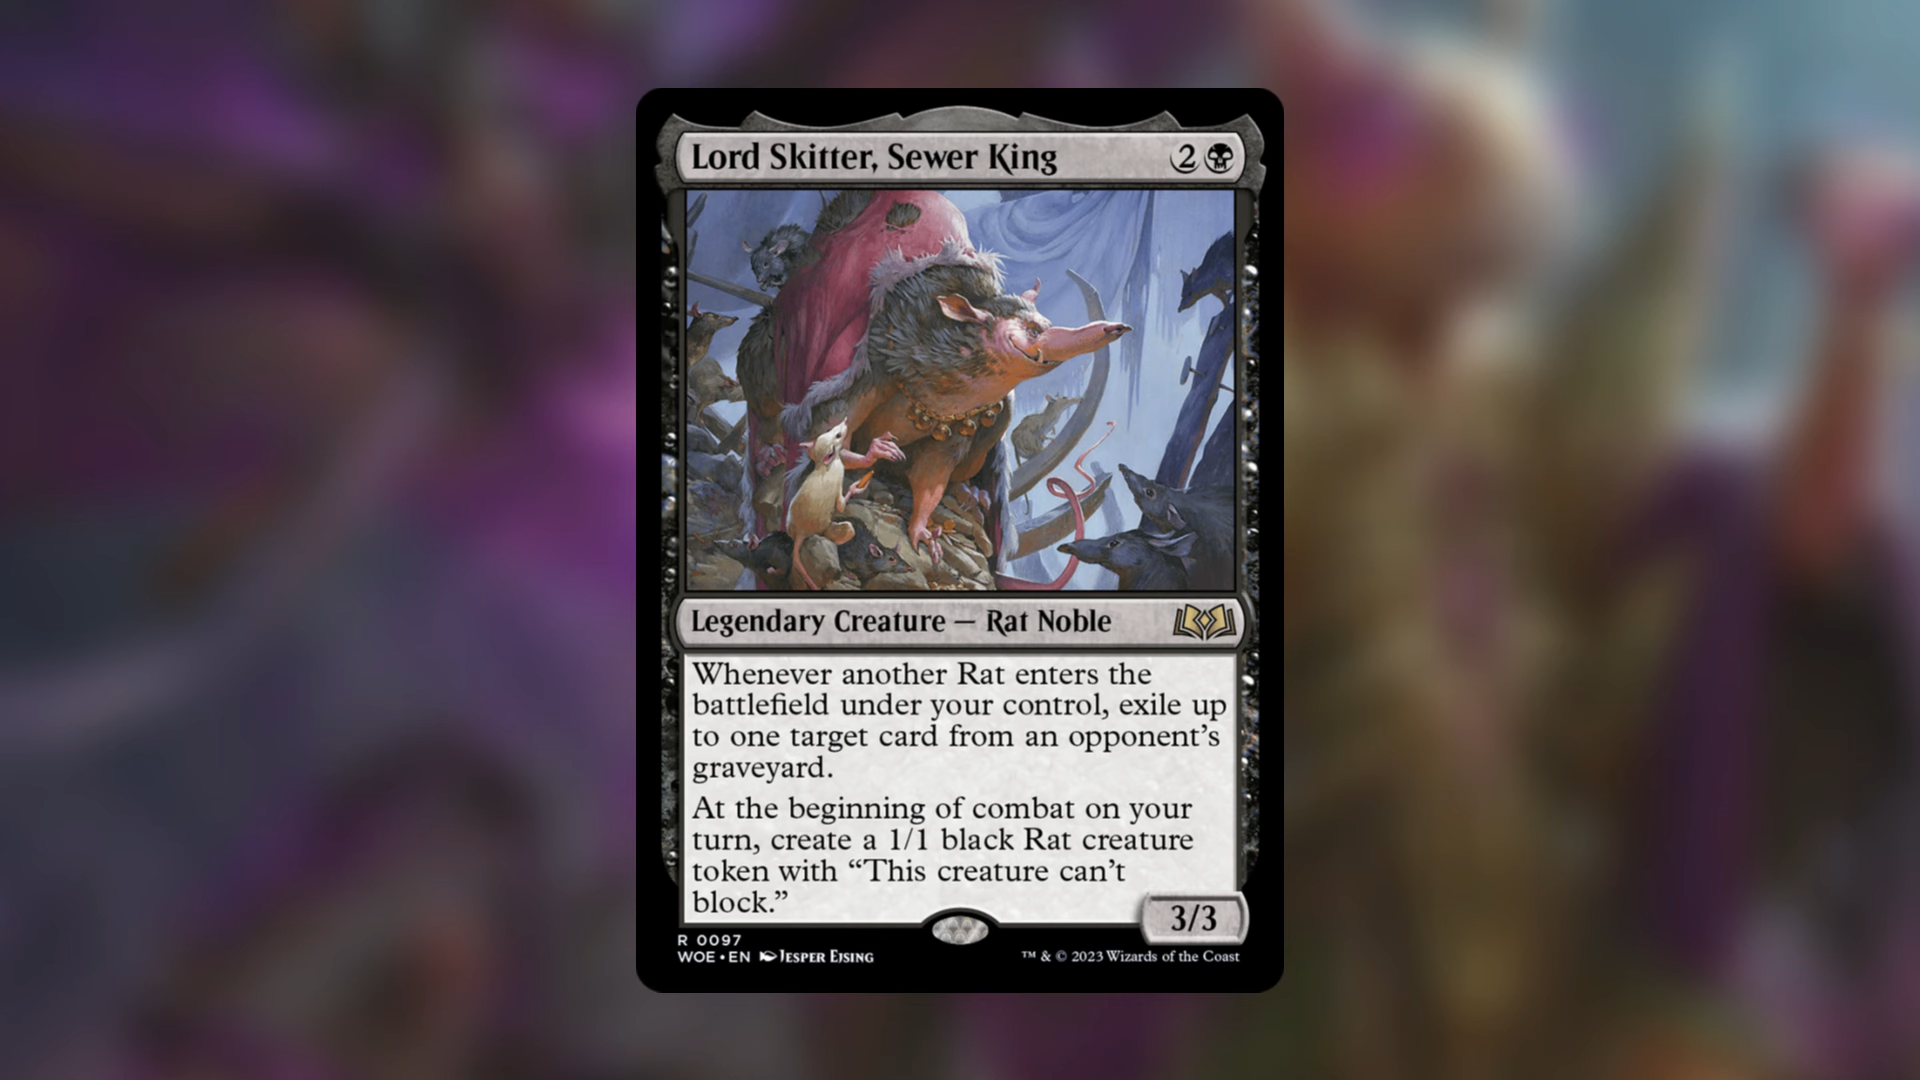 Lord Skitter, Sewer King 2
Legendary Creature — Rat Noble
Whenever another Rat enters the
battlefield under your control, exile up
to one target card from an opponent's
graveyard.
At the beginning of combat on your
turn, create a 1/1 black Rat creature
token with “This creature can't
block.”
3/3
R 0097
WOE • EN Jesper Ejsing
™ & © 2023 Wizards of the Coast